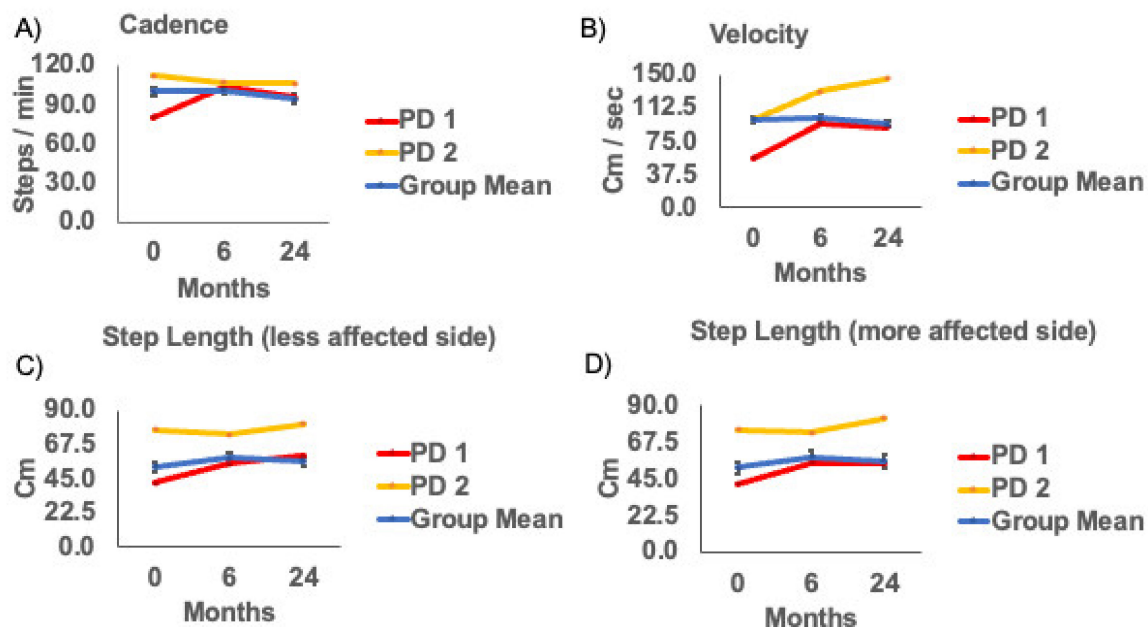 A) Cadence
120.0
90.0
60.0
30.0
0.0
Steps / min
0 6 24
Months
PD 1
PD 2
Group Mean
B) Velocity
150.0
112.5
75.0
37.5
0.0
Cm / sec
0 6 24
Months
PD 1
PD 2
Group Mean
Step Length (less affected side)
C)
90.0
67.5
45.0
22.5
0.0
Cm
0 6 24
Months
PD 1
PD 2
Group Mean
Step Length (more affected side)
D)
90.0
67.5
45.0
22.5
0.0
Cm
0 6 24
Months
PD 1
PD 2
Group Mean